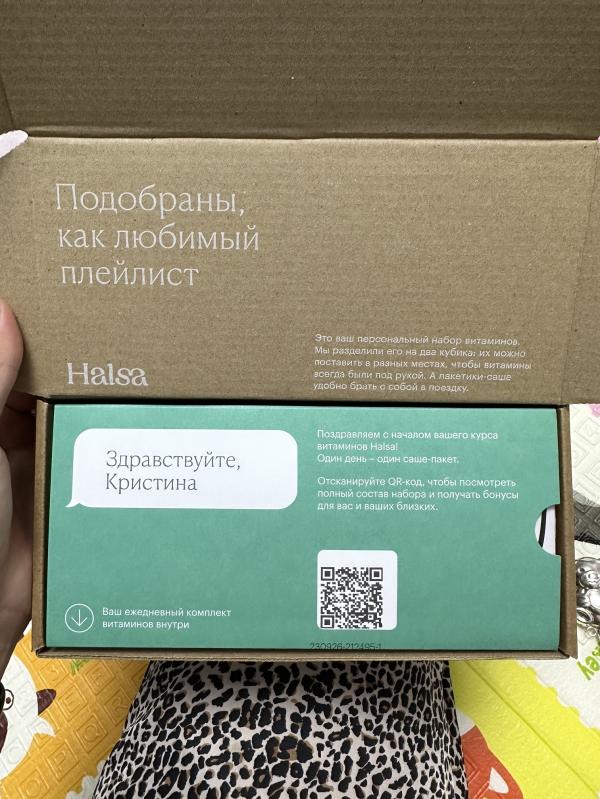 Подобраны,
как любимый
плейлист
Halsa
Это ваш персональный набор витаминов.
Мы разделили его на два кубика: их можно
поставить в разных местах, чтобы витамины
всегда были под рукой. А пакетики-саше
удобно брать с собой в поездку.
Здравствуйте,
Кристина
Поздравляем с началом вашего курса
витаминов Halsa!
Один день – один саше-пакет.
Отсканируйте QR-код, чтобы посмотреть
полный состав набора и получать бонусы
для вас и ваших близких.
Ваш ежедневный комплект
витаминов внутри
230926-212495-1